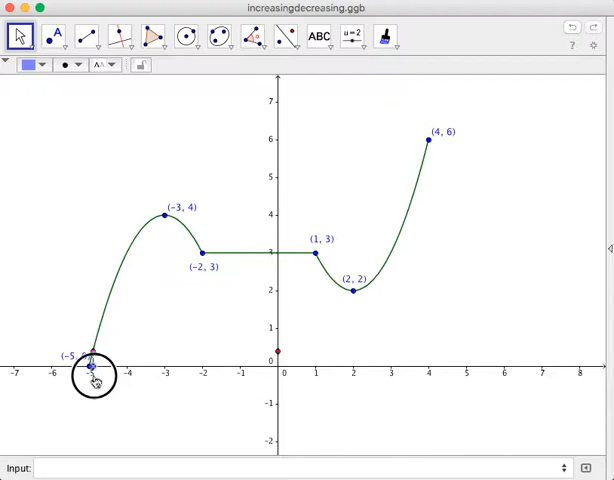 increasingdecreasing.ggb
A
ABC
a=2
AA
7
6
(4, 6)
5
(-3, 4)
4
(1, 3)
3
(-2, 3)
(2, 2)
2
1
(-5,
0
-7 -4 -3 -2 -1 0 1 2 3 4 5 6 7 8
-1
-2
Input: